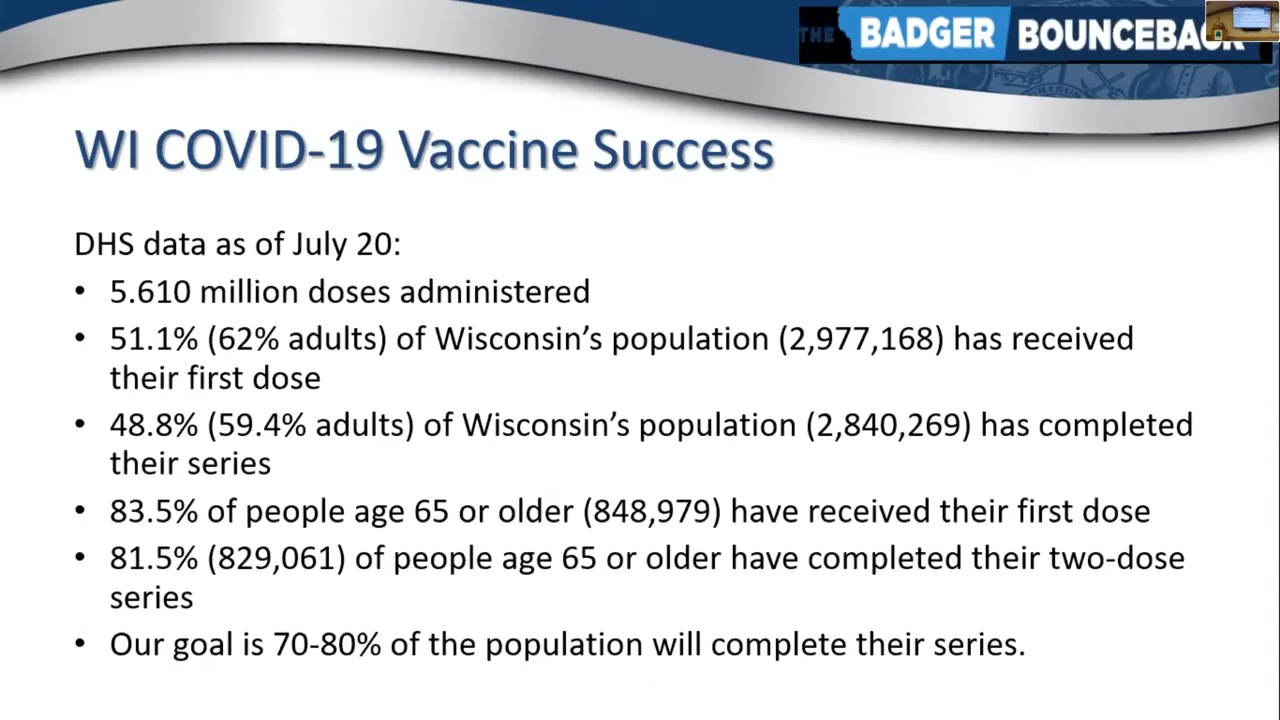 THE BADGER BOUNCEBACK
WI COVID-19 Vaccine Success
DHS data as of July 20:
• 5.610 million doses administered
• 51.1% (62% adults) of Wisconsin’s population (2,977,168) has received
their first dose
• 48.8% (59.4% adults) of Wisconsin’s population (2,840,269) has completed
their series
• 83.5% of people age 65 or older (848,979) have received their first dose
• 81.5% (829,061) of people age 65 or older have completed their two-dose
series
• Our goal is 70-80% of the population will complete their series.